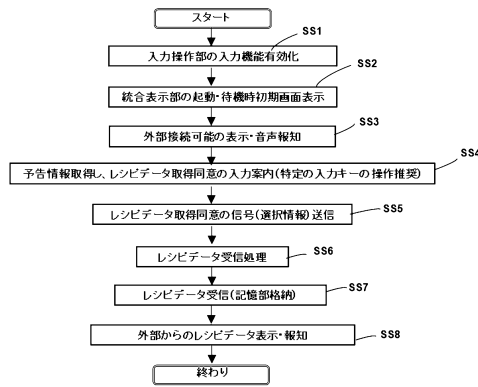 スタート
SS1
入力操作部の入力機能有効化
SS2
統合表示部の起動・待機時初期画面表示
SS3
外部接続可能の表示・音声報知
SS4
予告情報取得し、レシピデータ取得同意の入力案内(特定の入力キーの操作推奨)
SS5
レシピデータ取得同意の信号(選択情報)送信
SS6
レシピデータ受信処理
SS7
レシピデータ受信(記憶部格納)
SS8
外部からのレシピデータ表示・報知
終わり